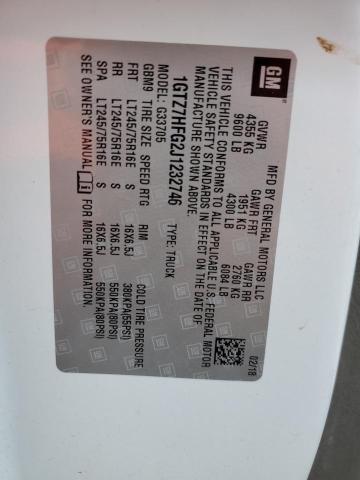 GM
MFD BY GENERAL MOTORS LLC
02/18
GVWR GAWR FRT GAWR RR
4355 KG 1951 KG 2760 KG
9600 LB 4300 LB 6084 LB
THIS VEHICLE CONFORMS TO ALL APPLICABLE U.S. FEDERAL MOTOR
VEHICLE SAFETY STANDARDS IN EFFECT ON THE DATE OF
MANUFACTURE SHOWN ABOVE.
1GTZ7HFG2J1232746 TYPE: TRUCK
MODEL: G33705
GBM9 TIRE SIZE SPEED RTG RIM COLD TIRE PRESSURE
FRT LT245/75R16E S 16X6.5J 380KPA(55PSI)
RR LT245/75R16E S 16X6.5J 550KPA(80PSI)
SPA LT245/75R16E S 16X6.5J 550KPA(80PSI)
SEE OWNER'S MANUAL FOR MORE INFORMATION.